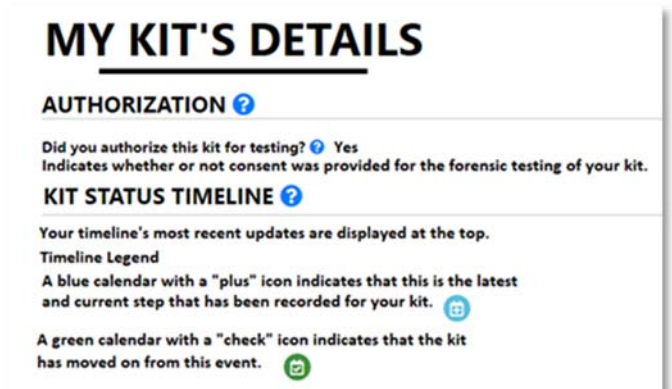 MY KIT'S DETAILS
AUTHORIZATION ?
Did you authorize this kit for testing? ? Yes
Indicates whether or not consent was provided for the forensic testing of your kit.
KIT STATUS TIMELINE ?
Your timeline's most recent updates are displayed at the top.
Timeline Legend
A blue calendar with a "plus" icon indicates that this is the latest
and current step that has been recorded for your kit.
A green calendar with a "check" icon indicates that the kit
has moved on from this event.